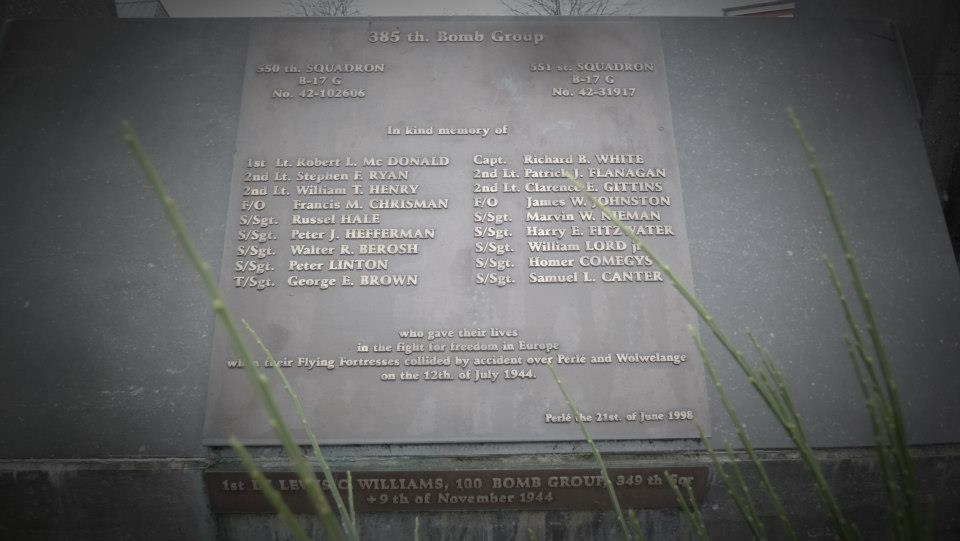 385 th. Bomb Group
550 th. SQUADRON
B-17 G
No. 42-102606
551 st. SQUADRON
B-17 G
No. 42-31917
In kind memory of
1st Lt. Robert L. Mc DONALD
2nd Lt. Stephen F. RYAN
2nd Lt. William T. HENRY
F/O Francis M. CHRISMAN
S/Sgt. Russel HALE
S/Sgt. Peter J. HEFFERMAN
S/Sgt. Walter R. BEROSH
S/Sgt. Peter LINTON
T/Sgt. George E. BROWN
Capt. Richard B. WHITE
2nd Lt. Patrick J. FLANAGAN
2nd Lt. Clarence E. GITTINS
F/O James W. JOHNSTON
S/Sgt. Marvin W. NIEMAN
S/Sgt. Harry E. FITZWATER
S/Sgt. William LORD jr
S/Sgt. Homer COMEGYS
S/Sgt. Samuel L. CANTER
who gave their lives
in the fight for freedom in Europe
when their Flying Fortresses collided by accident over Perlé and Wolwelange
on the 12th. of July 1944.
Perlé the 21st. of June 1998
1st Lt LEWIS C WILLIAMS, 100 BOMB GROUP, 349 th
+9 th of November 1944